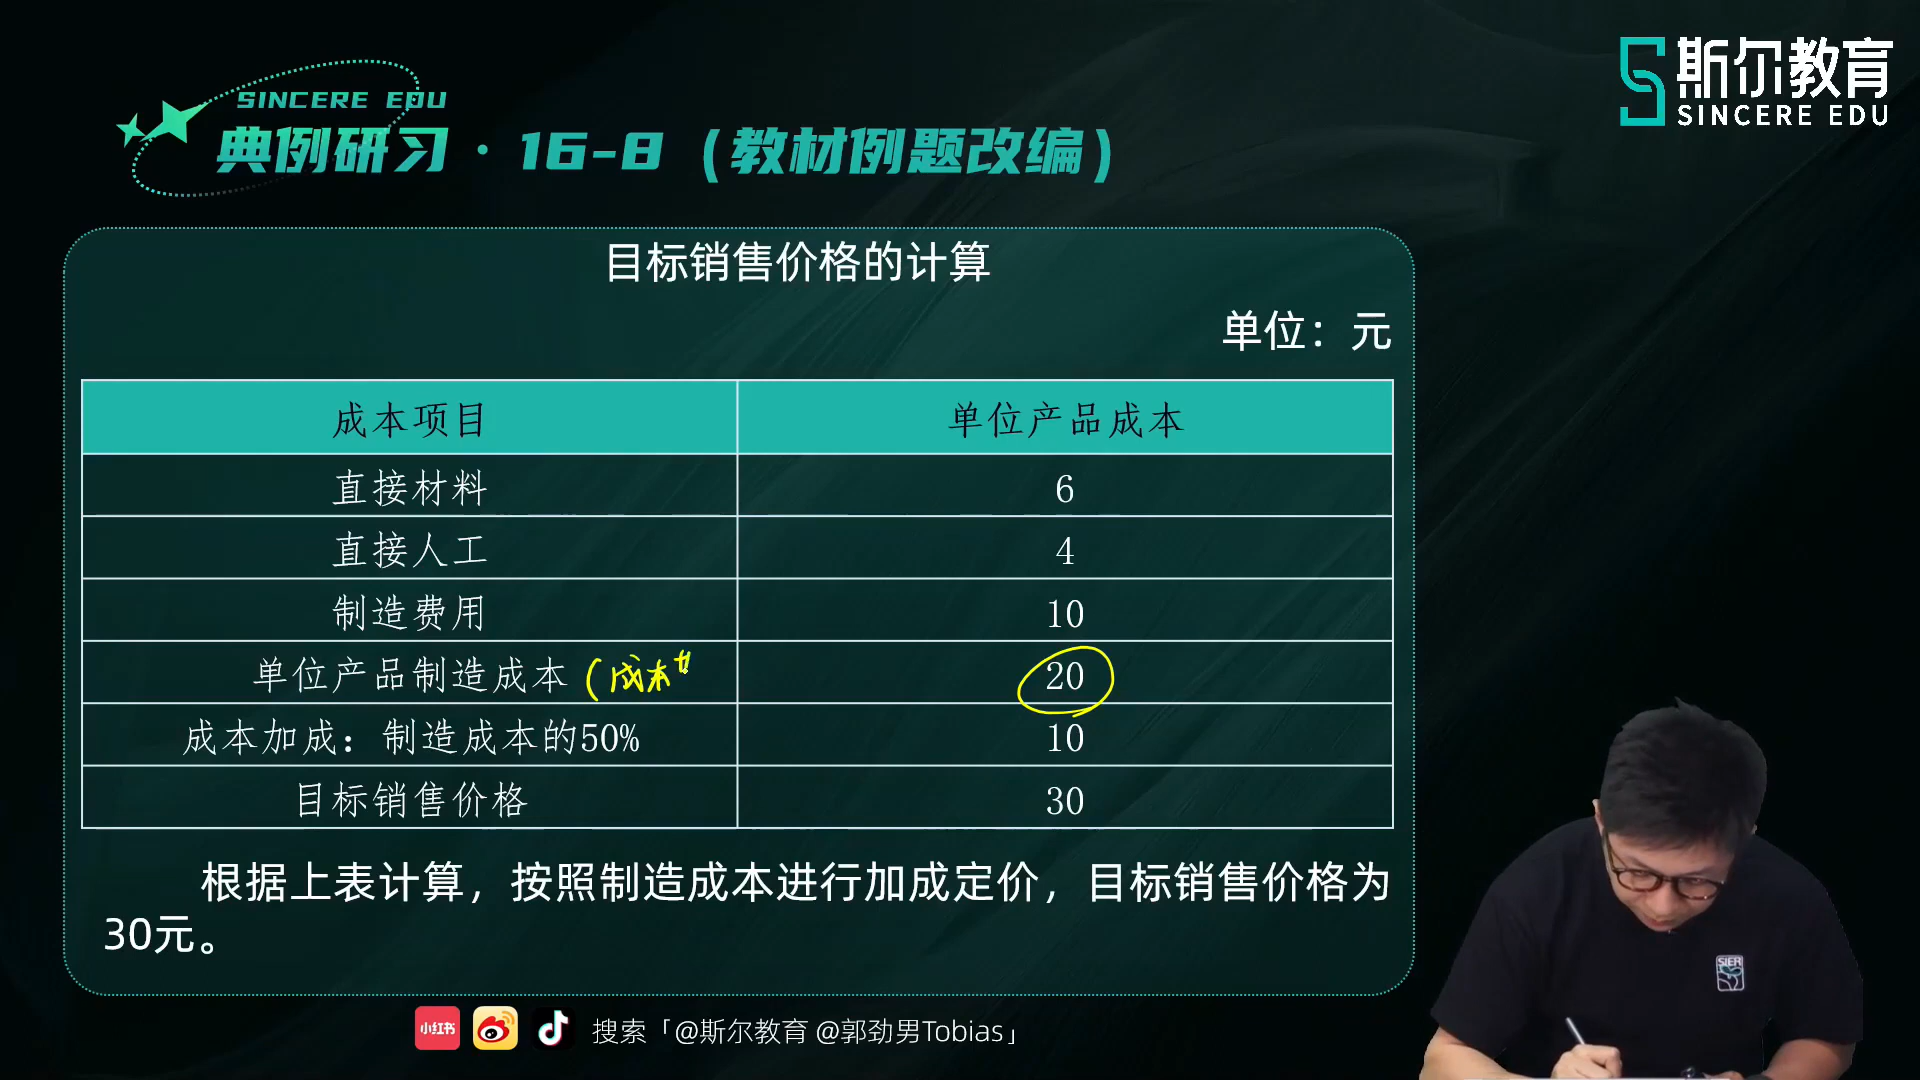 SINCERE EDU
典例研习·16-8（教材例题改编）
斯尔教育
SINCERE EDU
目标销售价格的计算
单位：元
成本项目 单位产品成本
直接材料 6
直接人工 4
制造费用 10
单位产品制造成本（成本 20
成本加成：制造成本的50% 10
目标销售价格 30
根据上表计算，按照制造成本进行加成定价，目标销售价格为
30元。
SIER
小红书
搜索「@斯尔教育 @郭劲男Tobias」